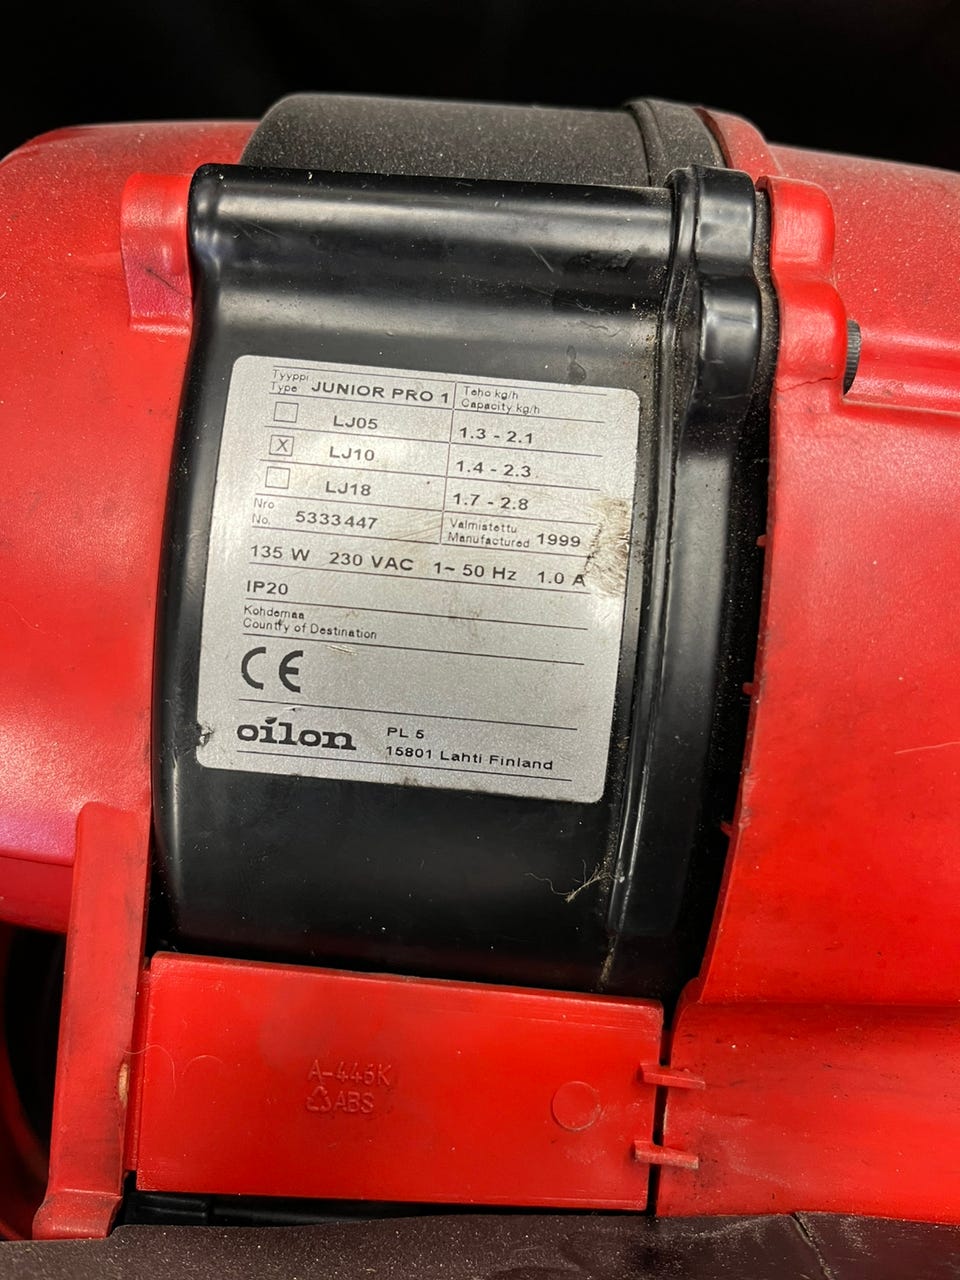 Tyyppi
Type JUNIOR PRO 1
Teho kg/h
Capacity kg/h
LJ05 1.3 - 2.1
X LJ10 1.4 - 2.3
LJ18 1.7 - 2.8
Nro
No. 5333447
Valmistettu
Manufactured 1999
135 W 230 VAC 1~ 50 Hz 1.0 A
IP20
Kohdemaa
Country of Destination
CE
oilon
PL 5
15801 Lahti Finland
A-446K
ABS